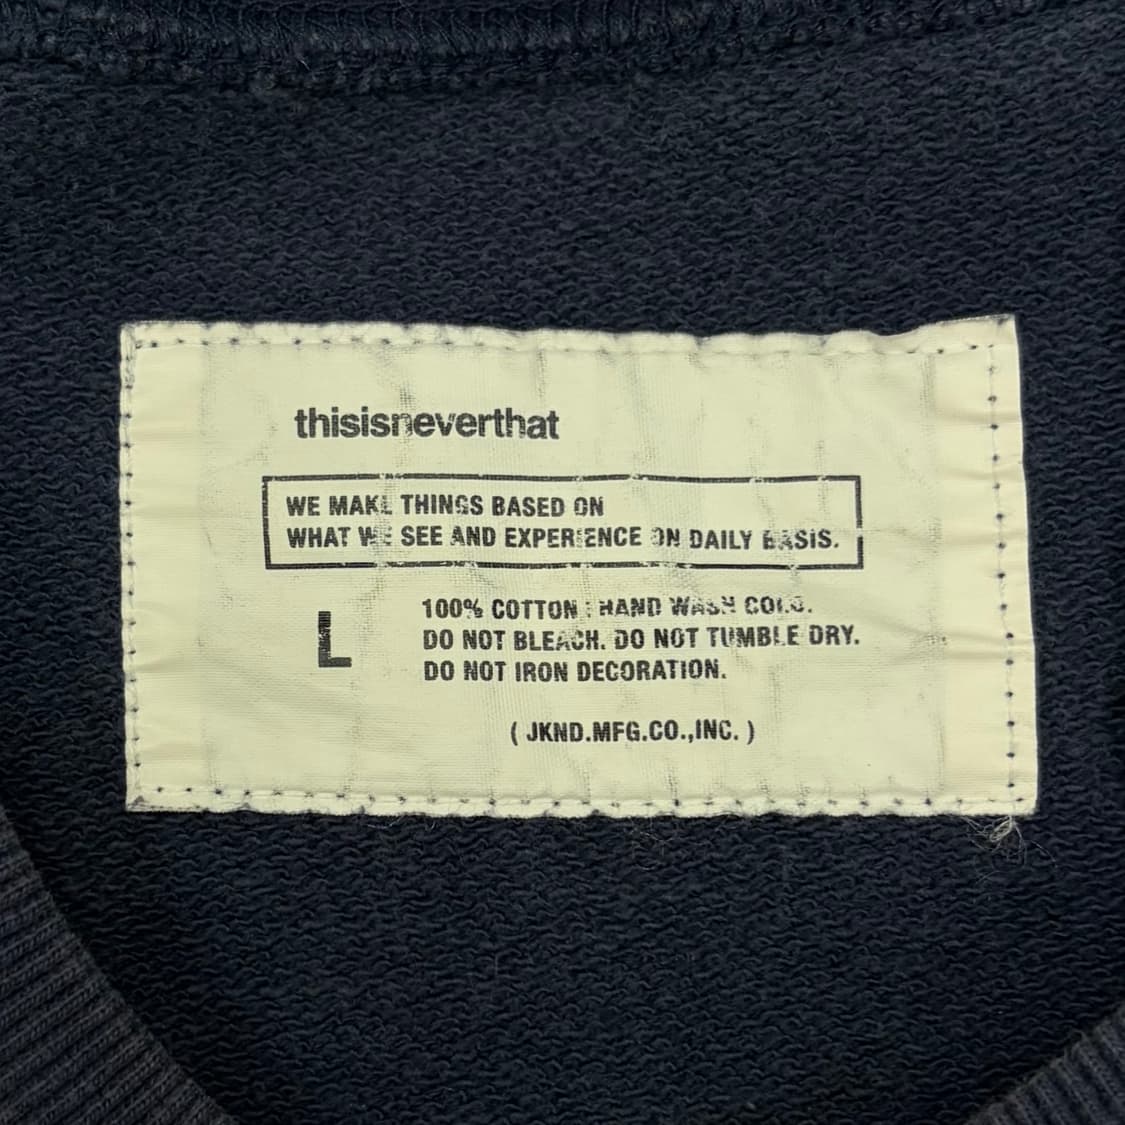 thisisneverthat
WE MAKE THINGS BASED ON
WHAT WE SEE AND EXPERIENCE ON DAILY BASIS.
L
100% COTTON : HAND WASH COLD.
DO NOT BLEACH. DO NOT TUMBLE DRY.
DO NOT IRON DECORATION.
( JKND.MFG.CO.,INC. )